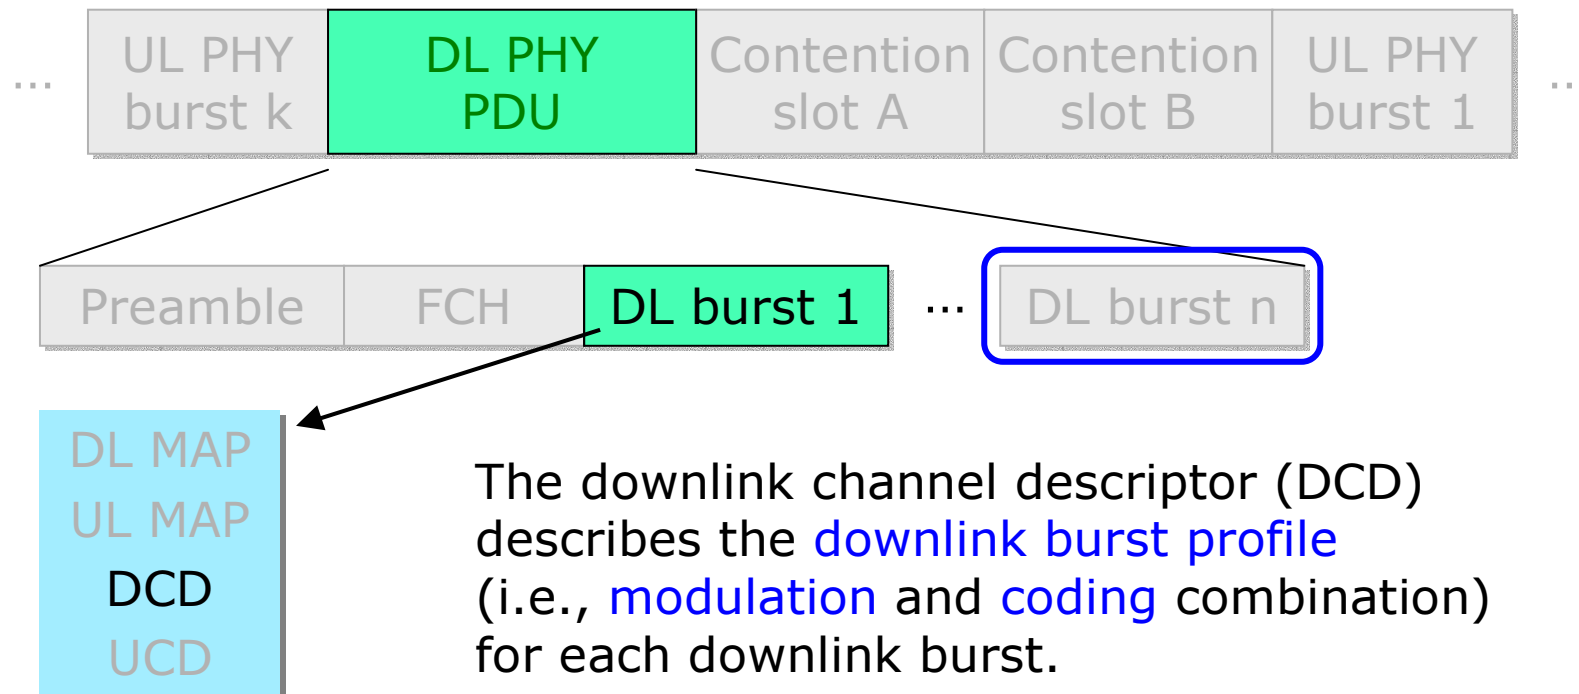 ... UL PHY burst k DL PHY PDU Contention slot A Contention slot B UL PHY burst 1 ..
Preamble FCH DL burst 1 ... DL burst n
DL MAP
UL MAP
DCD
UCD
The downlink channel descriptor (DCD)
describes the downlink burst profile
(i.e., modulation and coding combination)
for each downlink burst.